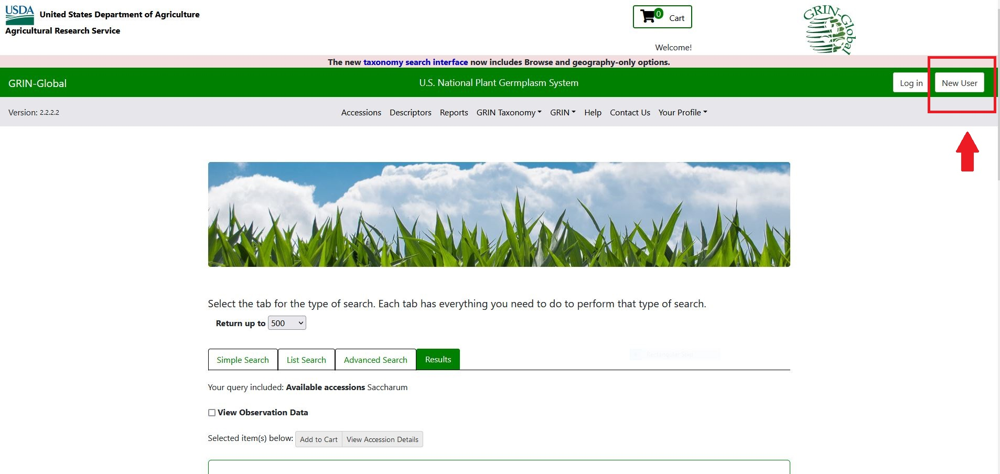 USDA United States Department of Agriculture
Agricultural Research Service
0 Cart
Welcome!
GRIN-Global
The new taxonomy search interface now includes Browse and geography-only options.
GRIN-Global U.S. National Plant Germplasm System Log in New User
Version: 2.2.2.2 Accessions Descriptors Reports GRIN Taxonomy GRIN Help Contact Us Your Profile
Select the tab for the type of search. Each tab has everything you need to do to perform that type of search.
Return up to 500
Simple Search List Search Advanced Search Results
Rectangular Snip
Your query included: Available accessions Saccharum
View Observation Data
Selected item(s) below: Add to Cart View Accession Details